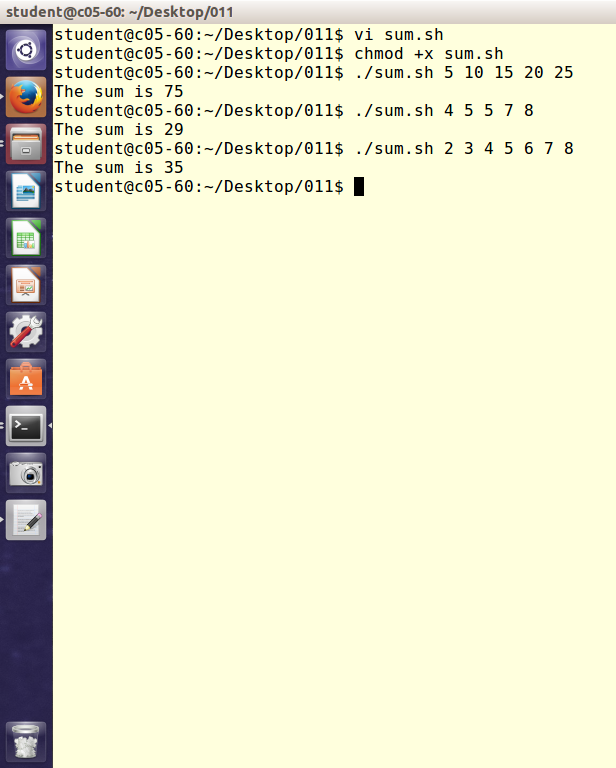 student@c05-60: ~/Desktop/011
student@c05-60:~/Desktop/011$ vi sum.sh
student@c05-60:~/Desktop/011$ chmod +x sum.sh
student@c05-60:~/Desktop/011$ ./sum.sh 5 10 15 20 25
The sum is 75
student@c05-60:~/Desktop/011$ ./sum.sh 4 5 5 7 8
The sum is 29
student@c05-60:~/Desktop/011$ ./sum.sh 2 3 4 5 6 7 8
The sum is 35
student@c05-60:~/Desktop/011$